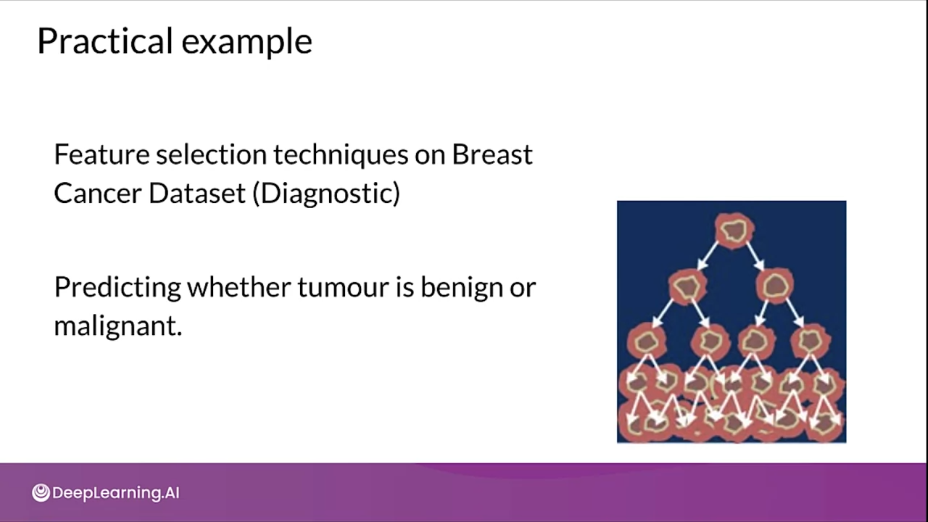 Practical example
Feature selection techniques on Breast
Cancer Dataset (Diagnostic)
Predicting whether tumour is benign or
malignant.
DeepLearning.AI